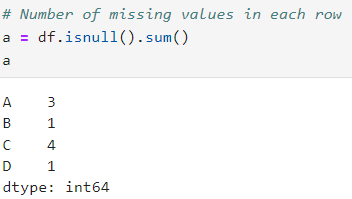 # Number of missing values in each row
a = df.isnull().sum()
a
A    3
B    1
C    4
D    1
dtype: int64